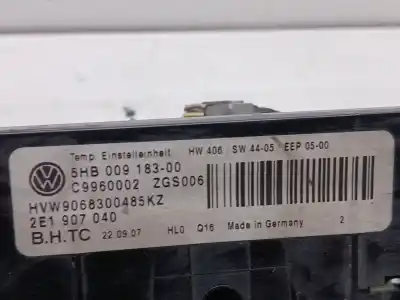 Temp. Einstelleinheit HW 406 SW 44-05 EEP 05-00
5HB 009 183-00
C9960002 ZGS006
HVW9068300485KZ
2E1 907 040
B.H.TC 22.09.07 HL0 Q16 Made in Germany 2